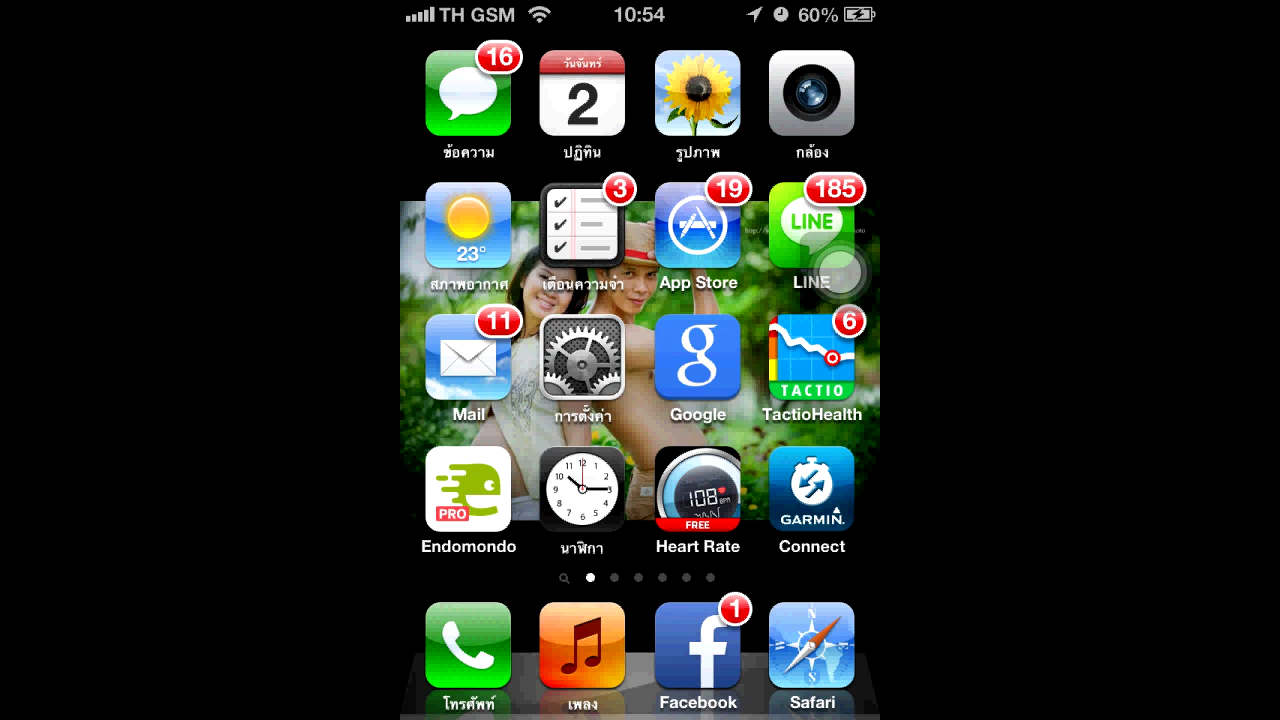 TH GSM 10:54 60%
16
วันจันทร์
2
ข้อความ ปฏิทิน รูปภาพ กล้อง
3 19 185
LINE
23°
สภาพอากาศ เตือนความจำ App Store LINE
11 6
TACTIO
Mail การตั้งค่า Google TactioHealth
PRO 108 BPM
FREE GARMIN.
Endomondo นาฬิกา Heart Rate Connect
1
โทรศัพท์ เพลง Facebook Safari